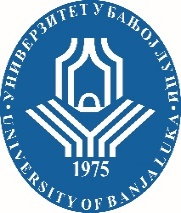 УНИВЕРЗИТЕТ У БАЊОЈ ЛУЦИ
1975
UNIVERSITY OF BANJA LUKA